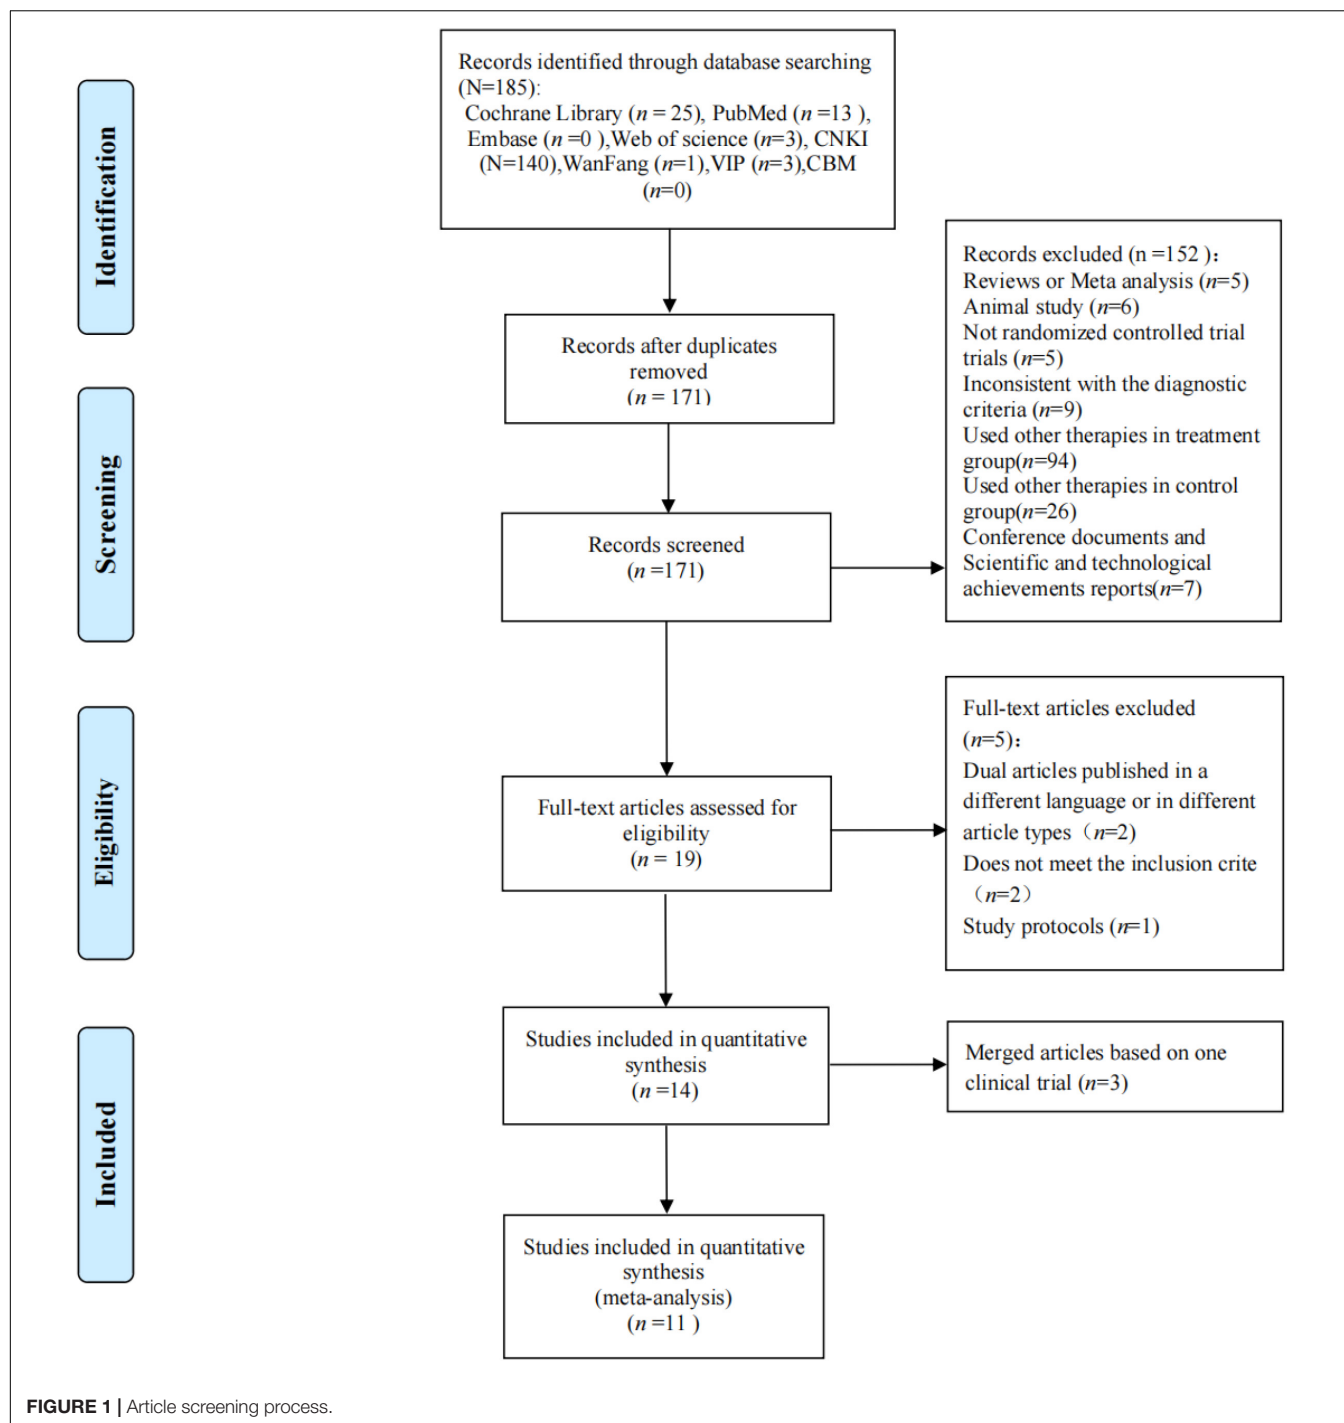 Identification
Screening
Eligibility
Included
Records identified through database searching
(N=185):
Cochrane Library (n = 25), PubMed (n =13 ),
Embase (n =0 ),Web of science (n=3), CNKI
(N=140),WanFang (n=1),VIP (n=3),CBM
(n=0)
Records after duplicates
removed
(n = 171)
Records screened
(n =171)
Records excluded (n =152 ):
Reviews or Meta analysis (n=5)
Animal study (n=6)
Not randomized controlled trial
trials (n=5)
Inconsistent with the diagnostic
criteria (n=9)
Used other therapies in treatment
group(n=94)
Used other therapies in control
group(n=26)
Conference documents and
Scientific and technological
achievements reports(n=7)
Full-text articles assessed for
eligibility
(n = 19)
Full-text articles excluded
(n=5):
Dual articles published in a
different language or in different
article types（n=2)
Does not meet the inclusion crite
（n=2）
Study protocols (n=1)
Studies included in quantitative
synthesis
(n =14)
Merged articles based on one
clinical trial (n=3)
Studies included in quantitative
synthesis
(meta-analysis)
(n =11 )
FIGURE 1 | Article screening process.